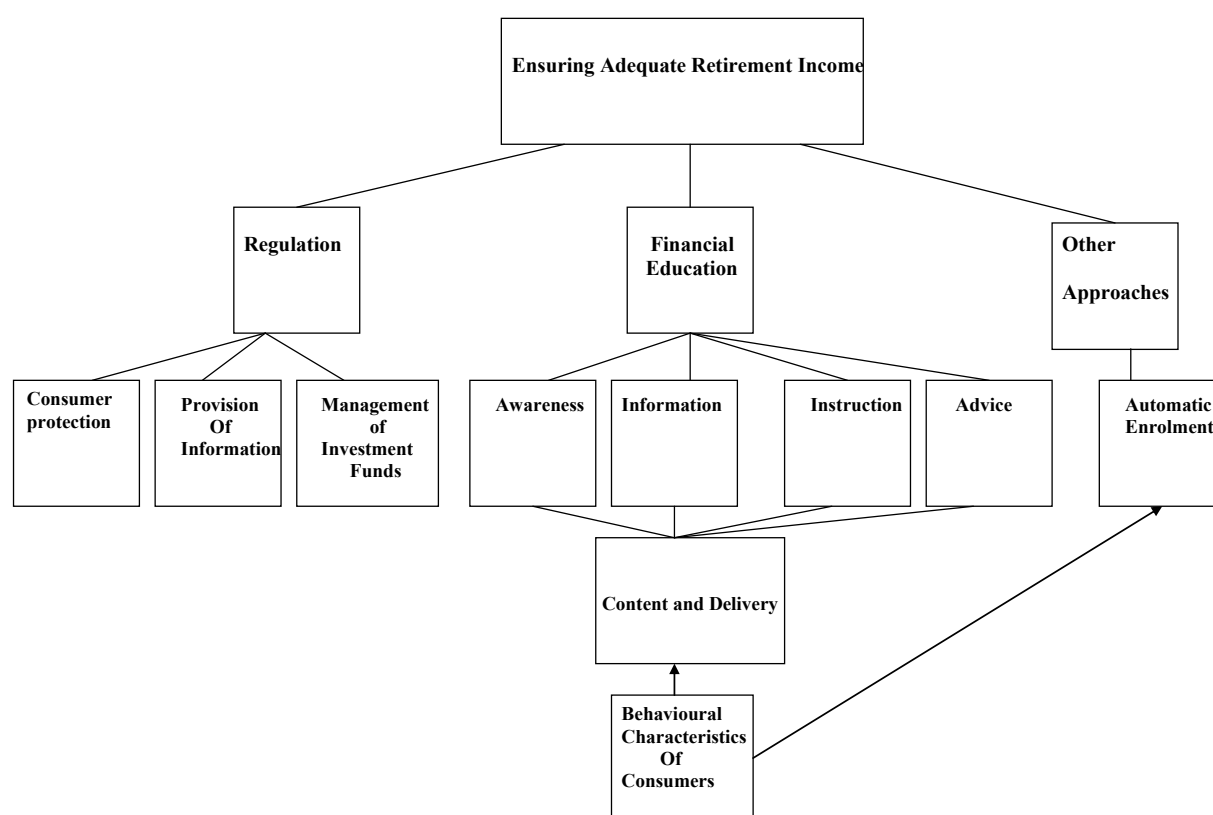 Ensuring Adequate Retirement Income
Regulation
Financial
Education
Other
Approaches
Consumer
protection
Provision
Of
Information
Management
of
Investment
Funds
Awareness
Information
Instruction
Advice
Automatic
Enrolment
Content and Delivery
Behavioural
Characteristics
Of
Consumers